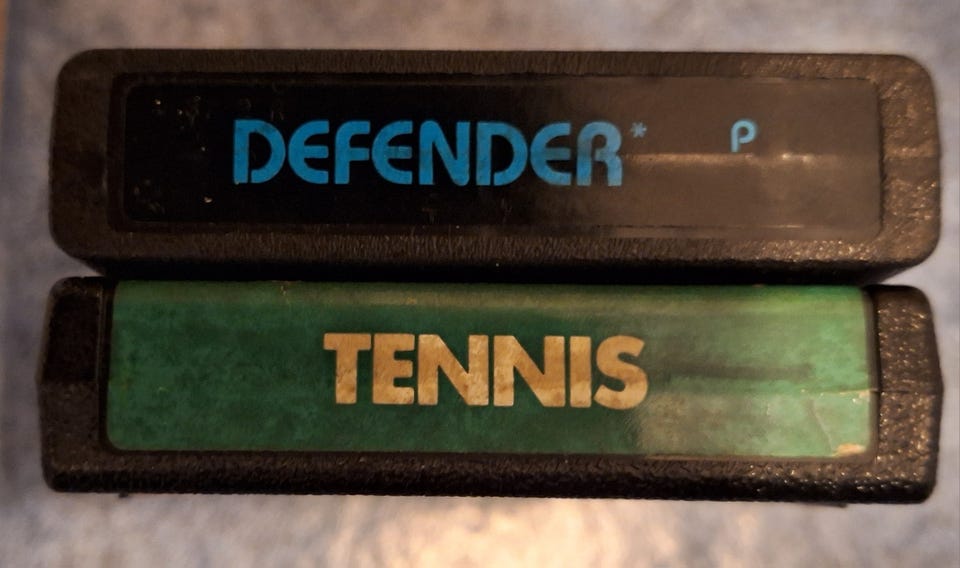 DEFENDER* P
TENNIS